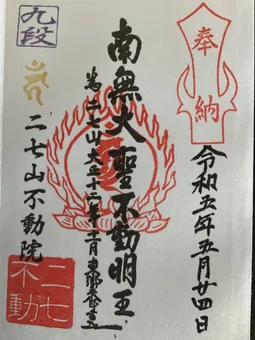 奉納
令和五年五月廿四日
南無大聖不動明王
二七山不動院
九段
二七
不動